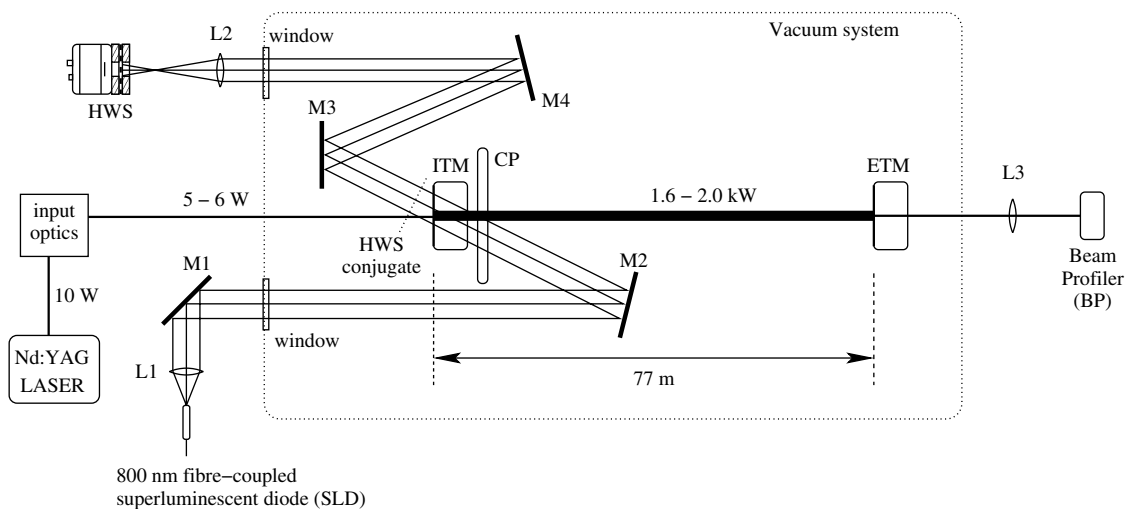 Vacuum system
L2
window
HWS
M4
M3
ITM
CP
ETM
L3
5 – 6 W
1.6 – 2.0 kW
input
optics
HWS
conjugate
Beam
Profiler
(BP)
M1
M2
10 W
window
Nd:YAG
LASER
L1
77 m
800 nm fibre–coupled
superluminescent diode (SLD)